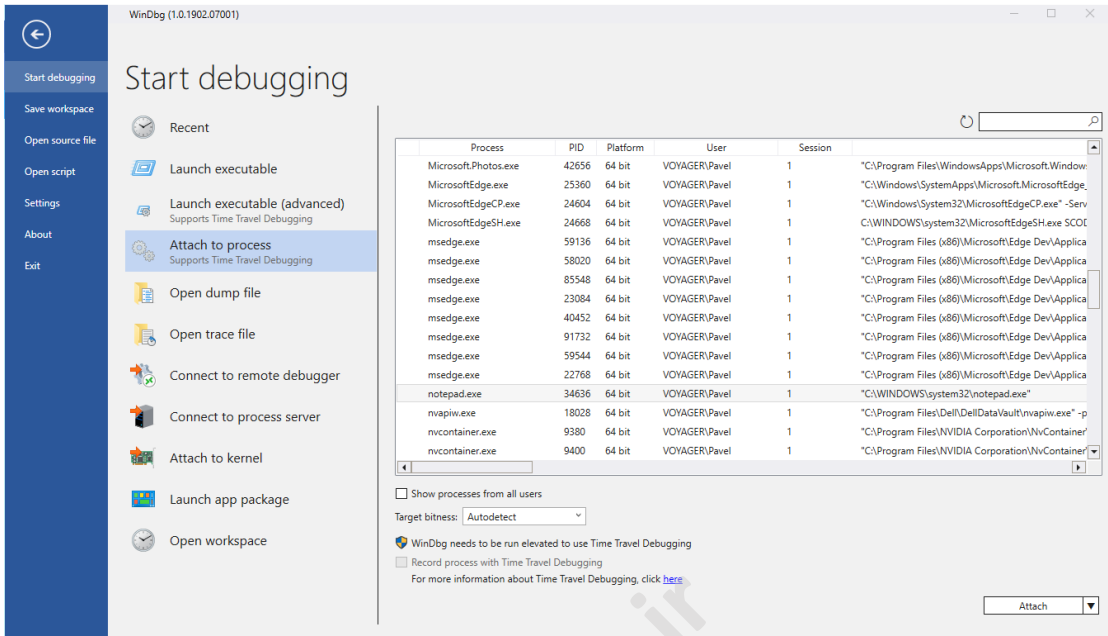 WinDbg (1.0.1902.07001)
Start debugging
Save workspace
Open source file
Open script
Settings
About
Exit
Start debugging
Recent
Launch executable
Launch executable (advanced)
Supports Time Travel Debugging
Attach to process
Supports Time Travel Debugging
Open dump file
Open trace file
Connect to remote debugger
Connect to process server
Attach to kernel
Launch app package
Open workspace
Process PID Platform User Session
Microsoft.Photos.exe 42656 64 bit VOYAGER\Pavel 1 "C:\Program Files\WindowsApps\Microsoft.Window
MicrosoftEdge.exe 25360 64 bit VOYAGER\Pavel 1 "C:\Windows\SystemApps\Microsoft.MicrosoftEdge_
MicrosoftEdgeCP.exe 24604 64 bit VOYAGER\Pavel 1 "C:\Windows\System32\MicrosoftEdgeCP.exe" -Serv
MicrosoftEdgeSH.exe 24668 64 bit VOYAGER\Pavel 1 C:\WINDOWS\system32\MicrosoftEdgeSH.exe SCOD
msedge.exe 59136 64 bit VOYAGER\Pavel 1 "C:\Program Files (x86)\Microsoft\Edge Dev\Applica
msedge.exe 58020 64 bit VOYAGER\Pavel 1 "C:\Program Files (x86)\Microsoft\Edge Dev\Applica
msedge.exe 85548 64 bit VOYAGER\Pavel 1 "C:\Program Files (x86)\Microsoft\Edge Dev\Applica
msedge.exe 23084 64 bit VOYAGER\Pavel 1 "C:\Program Files (x86)\Microsoft\Edge Dev\Applica
msedge.exe 40452 64 bit VOYAGER\Pavel 1 "C:\Program Files (x86)\Microsoft\Edge Dev\Applica
msedge.exe 91732 64 bit VOYAGER\Pavel 1 "C:\Program Files (x86)\Microsoft\Edge Dev\Applica
msedge.exe 59544 64 bit VOYAGER\Pavel 1 "C:\Program Files (x86)\Microsoft\Edge Dev\Applica
msedge.exe 22768 64 bit VOYAGER\Pavel 1 "C:\Program Files (x86)\Microsoft\Edge Dev\Applica
notepad.exe 34636 64 bit VOYAGER\Pavel 1 "C:\WINDOWS\system32\notepad.exe"
nvapiw.exe 18028 64 bit VOYAGER\Pavel 1 "C:\Program Files\Dell\DellDataVault\nvapiw.exe" -p
nvcontainer.exe 9380 64 bit VOYAGER\Pavel 1 "C:\Program Files\NVIDIA Corporation\NvContainer\
nvcontainer.exe 9400 64 bit VOYAGER\Pavel 1 "C:\Program Files\NVIDIA Corporation\NvContainer\
Show processes from all users
Target bitness: Autodetect
WinDbg needs to be run elevated to use Time Travel Debugging
Record process with Time Travel Debugging
For more information about Time Travel Debugging, click here
Attach
.ir